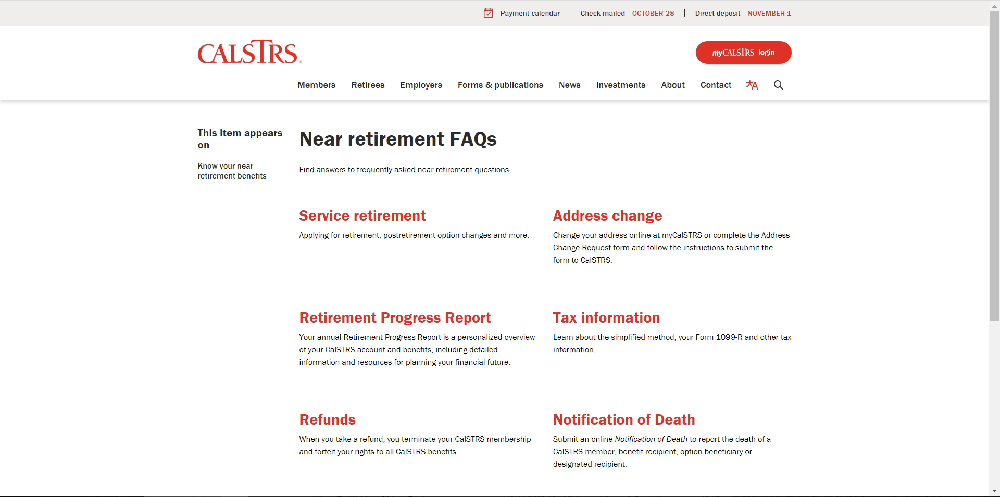 Payment calendar - Check mailed OCTOBER 28 | Direct deposit NOVEMBER 1
CALSTRS®
myCALSTRS login
Members Retirees Employers Forms & publications News Investments About Contact
This item appears
on
Know your near
retirement benefits
Near retirement FAQs
Find answers to frequently asked near retirement questions.
Service retirement
Applying for retirement, postretirement option changes and more.
Address change
Change your address online at myCalSTRS or complete the Address
Change Request form and follow the instructions to submit the
form to CalSTRS.
Retirement Progress Report
Your annual Retirement Progress Report is a personalized overview
of your CalSTRS account and benefits, including detailed
information and resources for planning your financial future.
Tax information
Learn about the simplified method, your Form 1099-R and other tax
information.
Refunds
When you take a refund, you terminate your CalSTRS membership
and forfeit your rights to all CalSTRS benefits.
Notification of Death
Submit an online Notification of Death to report the death of a
CalSTRS member, benefit recipient, option beneficiary or
designated recipient.